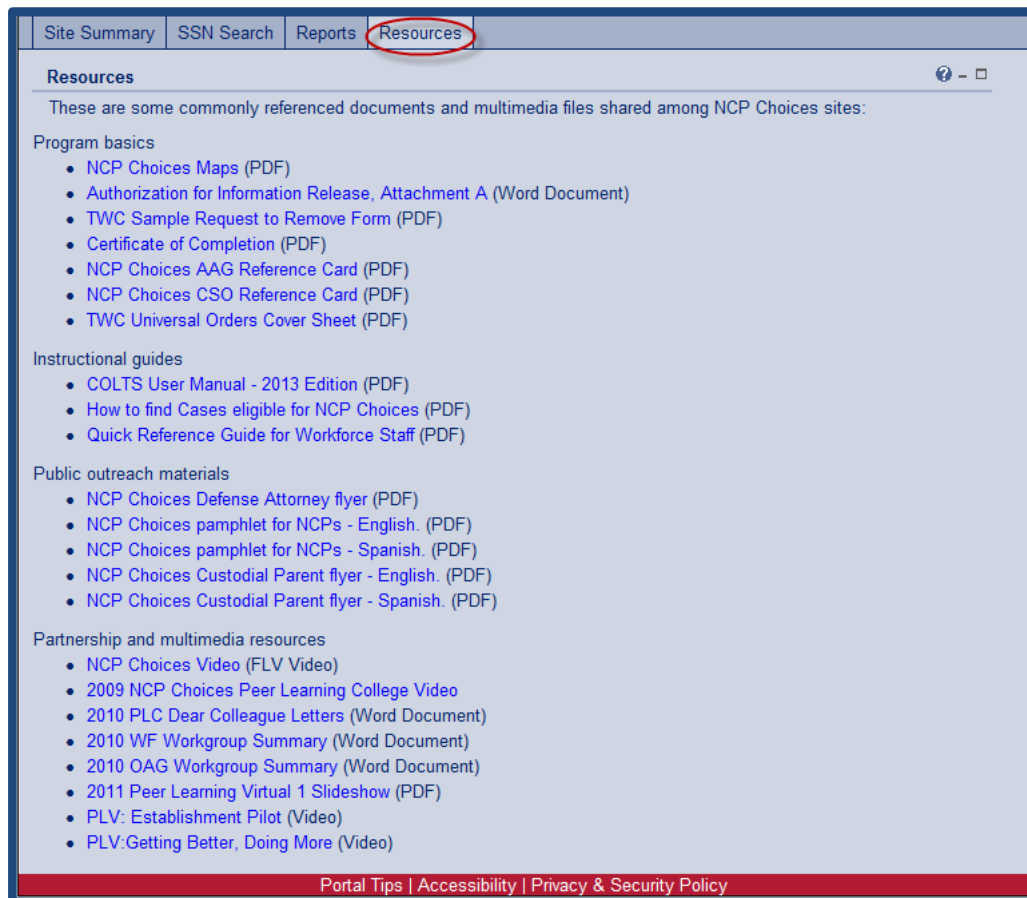 Site Summary SSN Search Reports Resources
Resources
These are some commonly referenced documents and multimedia files shared among NCP Choices sites:
Program basics
• NCP Choices Maps (PDF)
• Authorization for Information Release, Attachment A (Word Document)
• TWC Sample Request to Remove Form (PDF)
• Certificate of Completion (PDF)
• NCP Choices AAG Reference Card (PDF)
• NCP Choices CSO Reference Card (PDF)
• TWC Universal Orders Cover Sheet (PDF)
Instructional guides
• COLTS User Manual - 2013 Edition (PDF)
• How to find Cases eligible for NCP Choices (PDF)
• Quick Reference Guide for Workforce Staff (PDF)
Public outreach materials
• NCP Choices Defense Attorney flyer (PDF)
• NCP Choices pamphlet for NCPs - English. (PDF)
• NCP Choices pamphlet for NCPs - Spanish. (PDF)
• NCP Choices Custodial Parent flyer - English. (PDF)
• NCP Choices Custodial Parent flyer - Spanish. (PDF)
Partnership and multimedia resources
• NCP Choices Video (FLV Video)
• 2009 NCP Choices Peer Learning College Video
• 2010 PLC Dear Colleague Letters (Word Document)
• 2010 WF Workgroup Summary (Word Document)
• 2010 OAG Workgroup Summary (Word Document)
• 2011 Peer Learning Virtual 1 Slideshow (PDF)
• PLV: Establishment Pilot (Video)
• PLV:Getting Better, Doing More (Video)
Portal Tips | Accessibility | Privacy & Security Policy